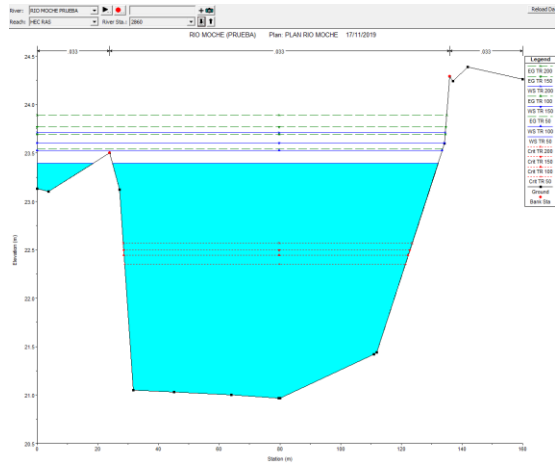 River: RIO MOCHE PRUEBA
Reload Da
Reach: HEC RAS River Sta.: 2860
RIO MOCHE (PRUEBA) Plan: PLAN RIO MOCHE 17/11/2019
.033 .033 .033
Legend
EG TR 200
EG TR 150
WS TR 200
EG TR 100
WS TR 150
EG TR 50
WS TR 100
WS TR 50
Crit TR 200
Crit TR 150
Crit TR 100
Crit TR 50
Ground
Bank Sta
24.5
24.0
23.5
23.0
22.5
22.0
21.5
21.0
20.5
Elevation (m)
0 20 40 60 80 100 120 140 160
Station (m)